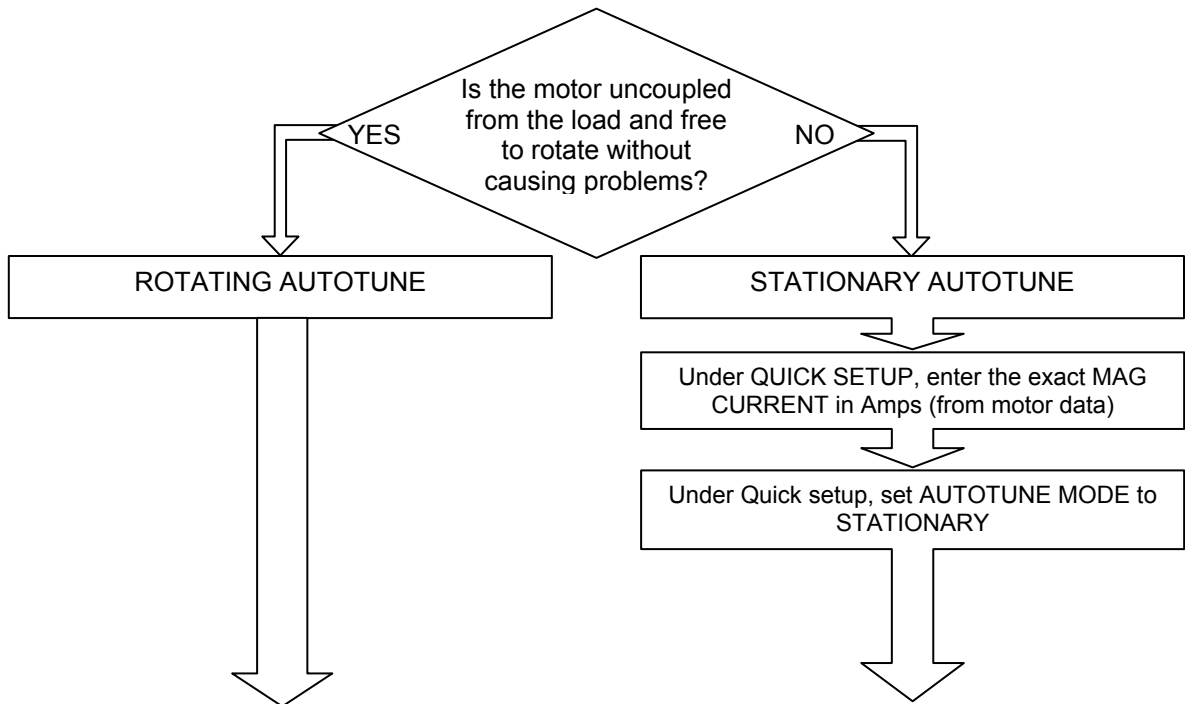 Is the motor uncoupled
from the load and free
to rotate without
causing problems?
YES
NO
ROTATING AUTOTUNE
STATIONARY AUTOTUNE
Under QUICK SETUP, enter the exact MAG
CURRENT in Amps (from motor data)
Under Quick setup, set AUTOTUNE MODE to
STATIONARY